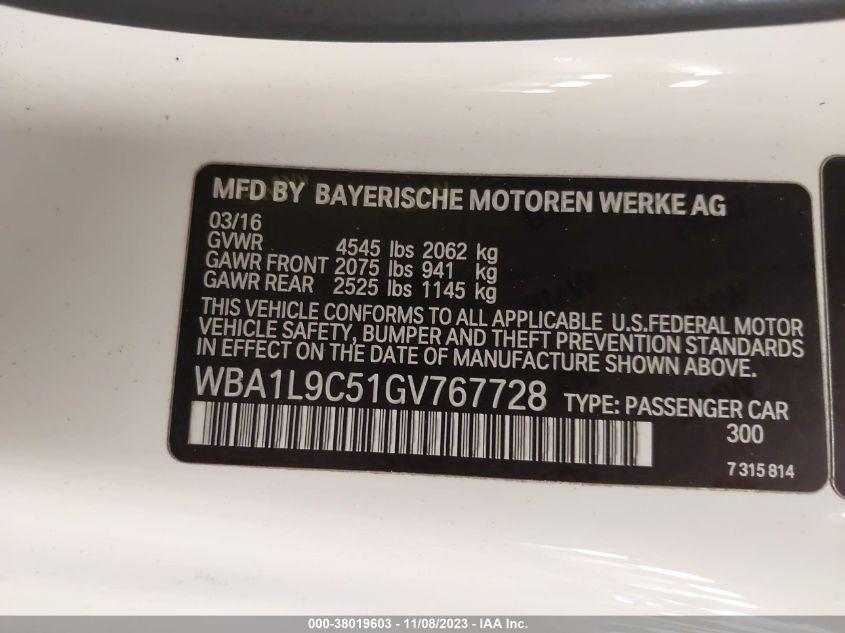 MFD BY BAYERISCHE MOTOREN WERKE AG
03/16
GVWR 4545 lbs 2062 kg
GAWR FRONT 2075 lbs 941 kg
GAWR REAR 2525 lbs 1145 kg
THIS VEHICLE CONFORMS TO ALL APPLICABLE U.S.FEDERAL MOTOR
VEHICLE SAFETY, BUMPER AND THEFT PREVENTION STANDARDS
IN EFFECT ON THE DATE OF MANUFACTURE SHOWN ABOVE.
WBA1L9C51GV767728 TYPE: PASSENGER CAR
300
7 315 814
000-38019603 - 11/08/2023 - IAA Inc.